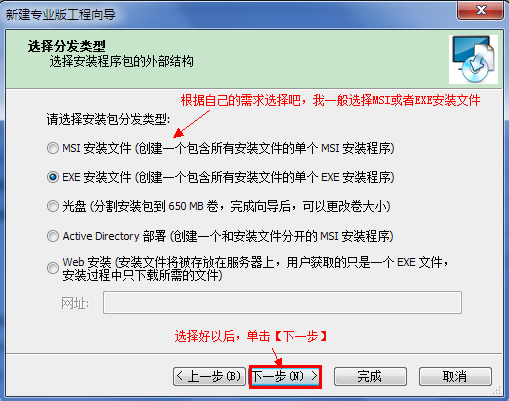 新建专业版工程向导
选择分发类型
选择安装程序包的外部结构
根据自己的需求选择吧，我一般选择MSI或者EXE安装文件
请选择安装包分发类型:
MSI 安装文件 (创建一个包含所有安装文件的单个 MSI 安装程序)
EXE 安装文件 (创建一个包含所有安装文件的单个 EXE 安装程序)
光盘 (分割安装包到 650 MB 卷，完成向导后，可以更改卷大小)
Active Directory 部署 (创建一个和安装文件分开的 MSI 安装程序)
Web 安装 (安装文件将被存放在服务器上，用户获取的只是一个 EXE 文件，
安装过程中只下载所需的文件)
网址:
选择好以后，单击【下一步】
< 上一步(B) 下一步(N) > 完成 取消